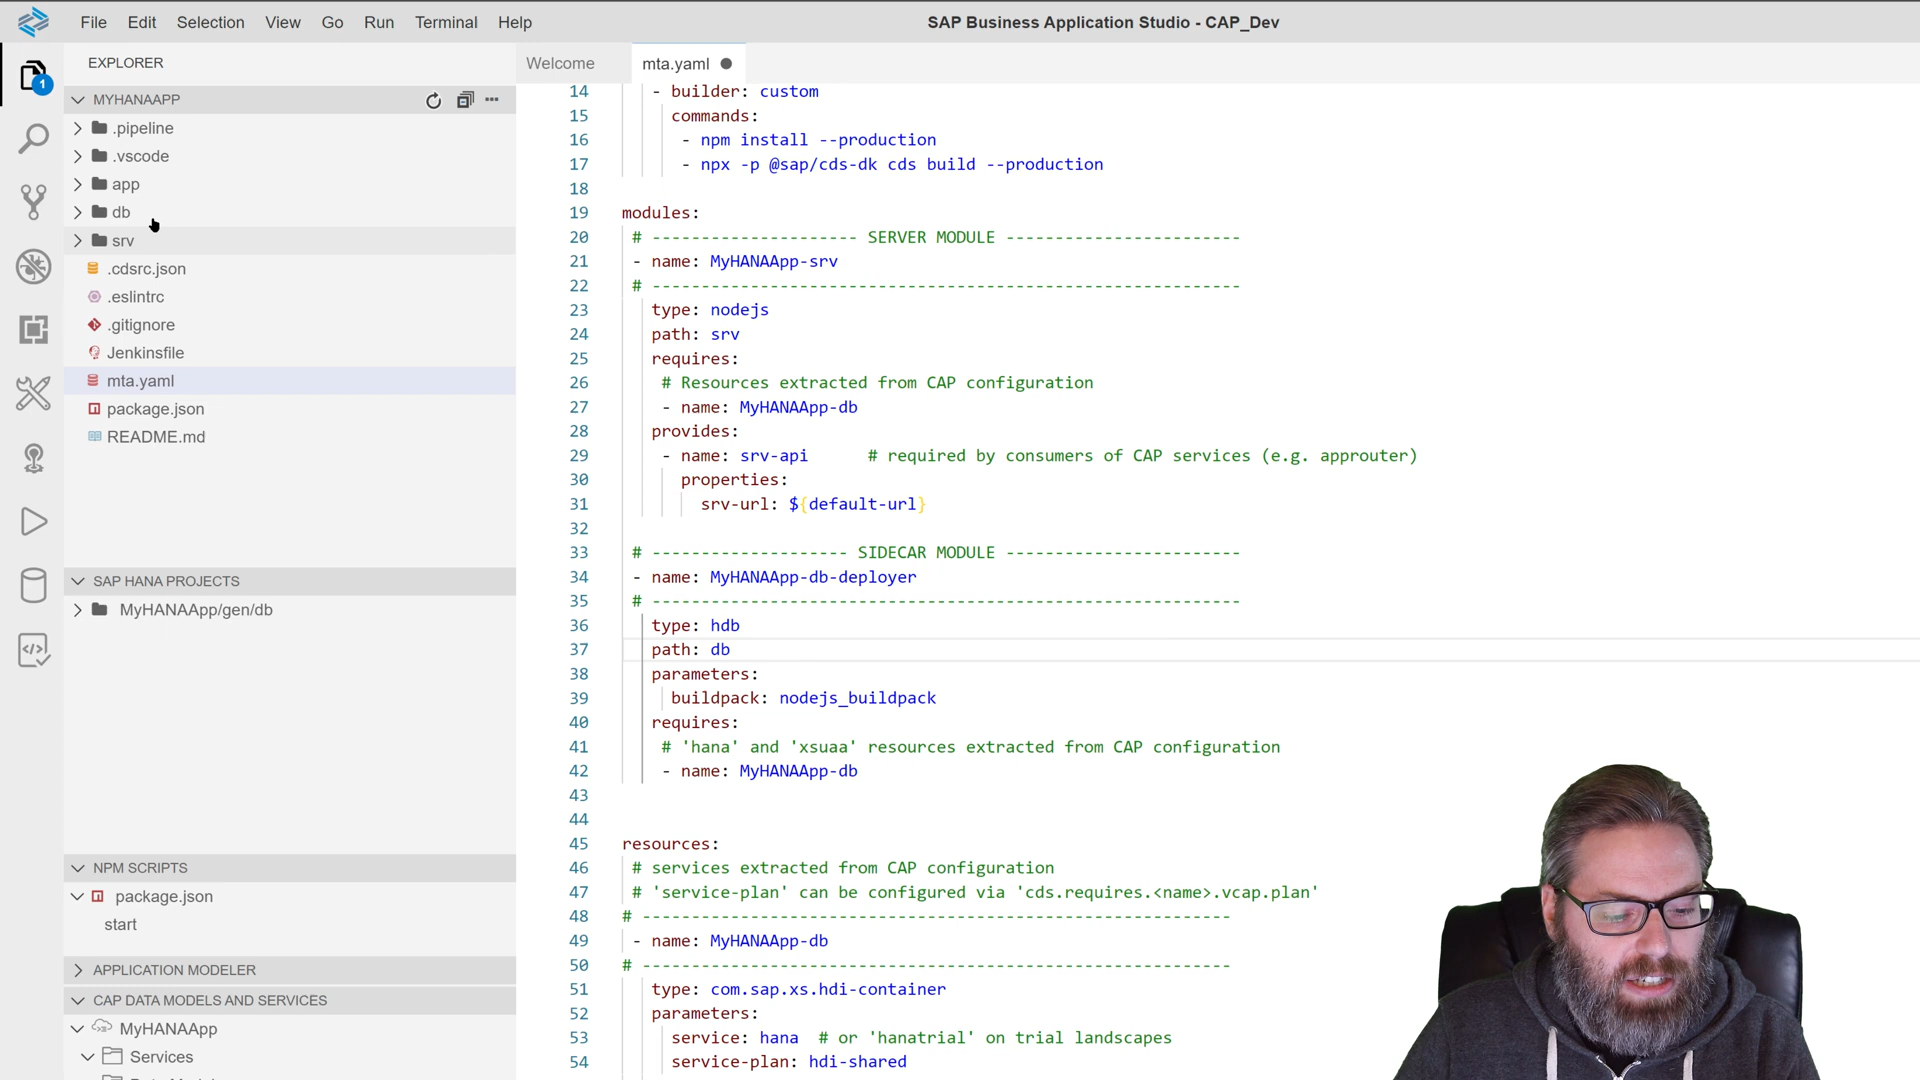 File Edit Selection View Go Run Terminal Help
SAP Business Application Studio - CAP_Dev
EXPLORER
1
MYHANAAPP
.pipeline
.vscode
app
db
srv
.cdsrc.json
.eslintrc
.gitignore
Jenkinsfile
mta.yaml
package.json
README.md
SAP HANA PROJECTS
MyHANAApp/gen/db
NPM SCRIPTS
package.json
start
APPLICATION MODELER
CAP DATA MODELS AND SERVICES
MyHANAApp
Services
Welcome mta.yaml
14 - builder: custom
15 commands:
16 - npm install --production
17 - npx -p @sap/cds-dk cds build --production
18
19 modules:
20 # --------------------- SERVER MODULE ------------------------
21 - name: MyHANAApp-srv
22 # ------------------------------------------------------------
23 type: nodejs
24 path: srv
25 requires:
26 # Resources extracted from CAP configuration
27 - name: MyHANAApp-db
28 provides:
29 - name: srv-api # required by consumers of CAP services (e.g. approuter)
30 properties:
31 srv-url: ${default-url}
32
33 # -------------------- SIDECAR MODULE ------------------------
34 - name: MyHANAApp-db-deployer
35 # ------------------------------------------------------------
36 type: hdb
37 path: db
38 parameters:
39 buildpack: nodejs_buildpack
40 requires:
41 # 'hana' and 'xsuaa' resources extracted from CAP configuration
42 - name: MyHANAApp-db
43
44
45 resources:
46 # services extracted from CAP configuration
47 # 'service-plan' can be configured via 'cds.requires.<name>.vcap.plan'
48 # ------------------------------------------------------------
49 - name: MyHANAApp-db
50 # ------------------------------------------------------------
51 type: com.sap.xs.hdi-container
52 parameters:
53 service: hana # or 'hanatrial' on trial landscapes
54 service-plan: hdi-shared